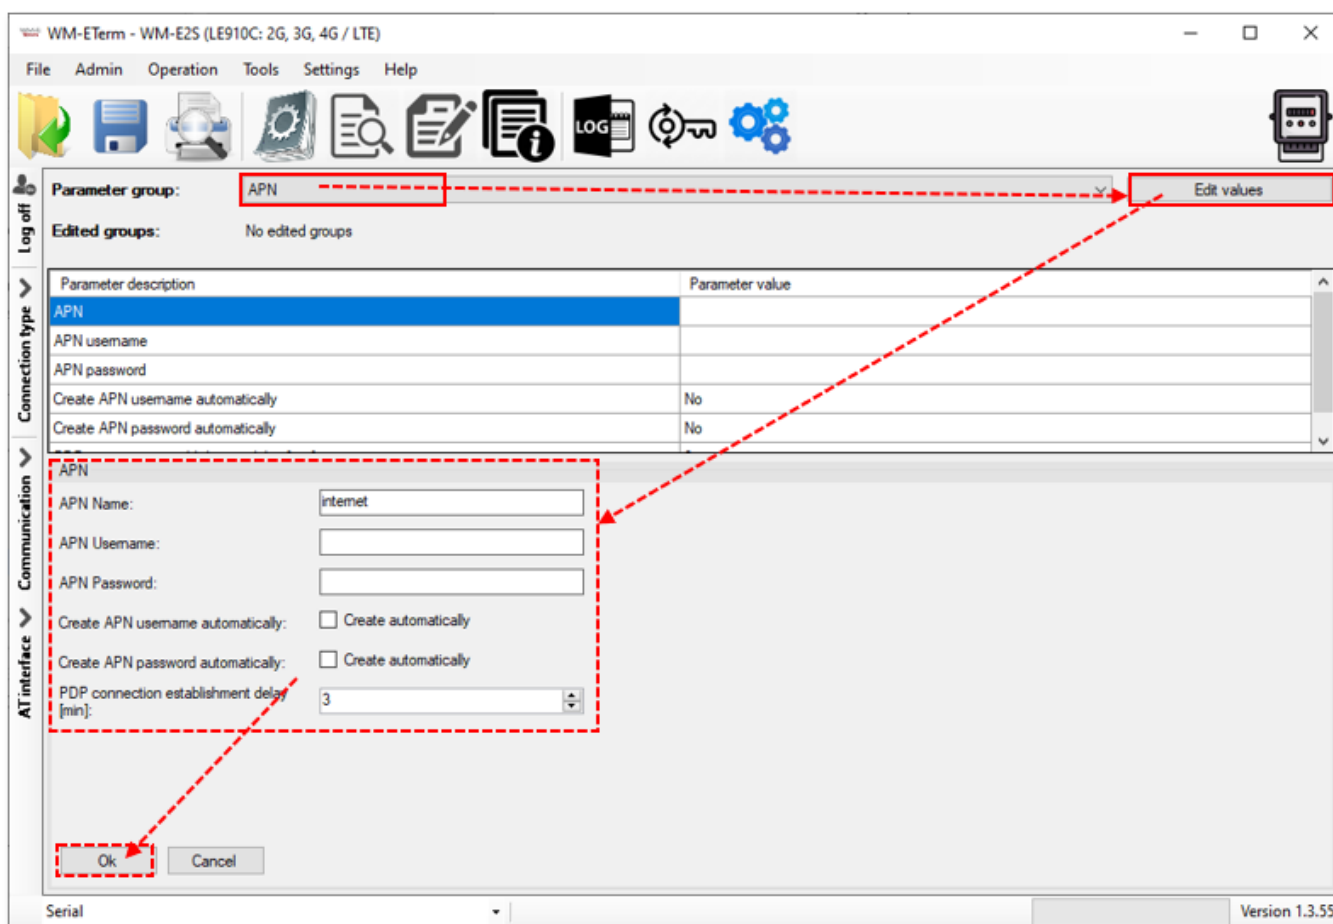 WM-ETerm - WM-E2S (LE910C: 2G, 3G, 4G / LTE)
File Admin Operation Tools Settings Help
LOG
Parameter group: APN Edit values
Edited groups: No edited groups
Log off
Connection type
Communication
AT interface
Parameter description Parameter value
APN
APN username
APN password
Create APN username automatically No
Create APN password automatically No
APN
APN Name: internet
APN Username:
APN Password:
Create APN username automatically: Create automatically
Create APN password automatically: Create automatically
PDP connection establishment delay
[min]: 3
Ok Cancel
Serial Version 1.3.55